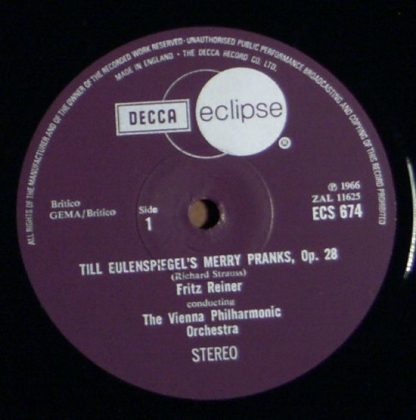 ALL RIGHTS OF THE MANUFACTURER AND OF THE OWNER OF THE RECORDED WORK RESERVED · UNAUTHORISED PUBLIC PERFORMANCE BROADCASTING AND COPYING OF THIS RECORD PROHIBITED
MADE IN ENGLAND · THE DECCA RECORD CO. LTD.
DECCA
eclipse
Britico
GEMA/Britico
Side
1
℗ 1966
ZAL 11625
ECS 674
TILL EULENSPIEGEL'S MERRY PRANKS, Op. 28
(Richard Strauss)
Fritz Reiner
conducting
The Vienna Philharmonic
Orchestra
STEREO